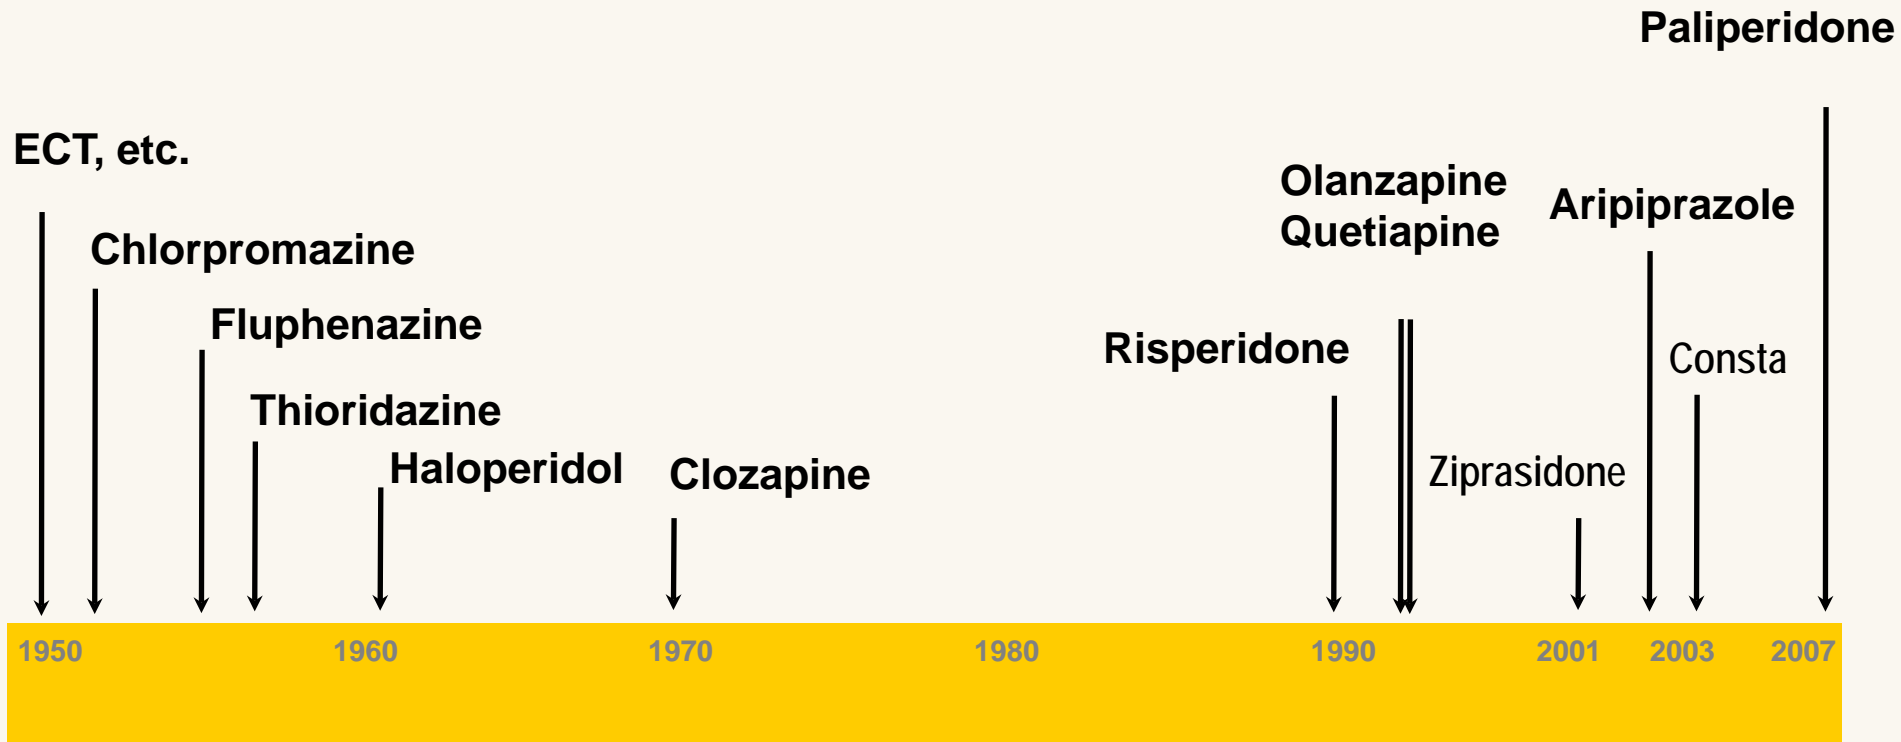 Paliperidone
ECT, etc.
Olanzapine
Quetiapine
Aripiprazole
Chlorpromazine
Fluphenazine
Risperidone
Consta
Thioridazine
Haloperidol
Clozapine
Ziprasidone
1950
1960
1970
1980
1990
2001
2003
2007